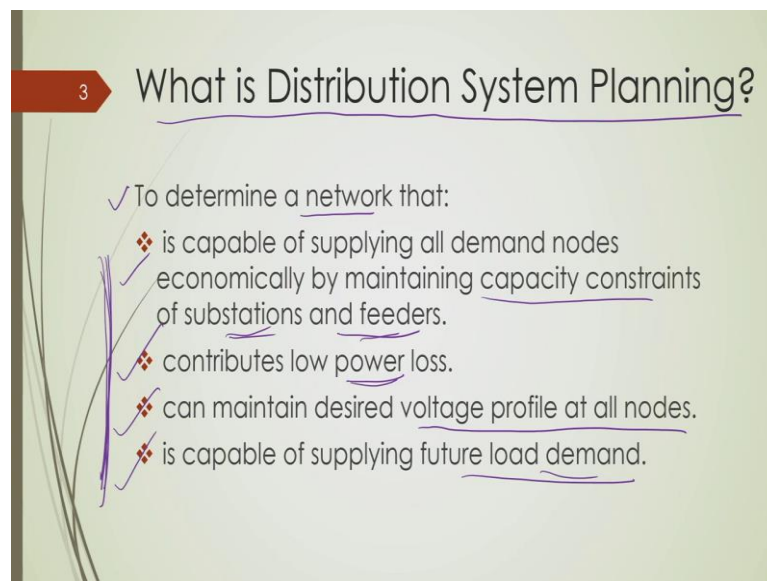 3
What is Distribution System Planning?
To determine a network that:
is capable of supplying all demand nodes
economically by maintaining capacity constraints
of substations and feeders.
contributes low power loss.
can maintain desired voltage profile at all nodes.
is capable of supplying future load demand.